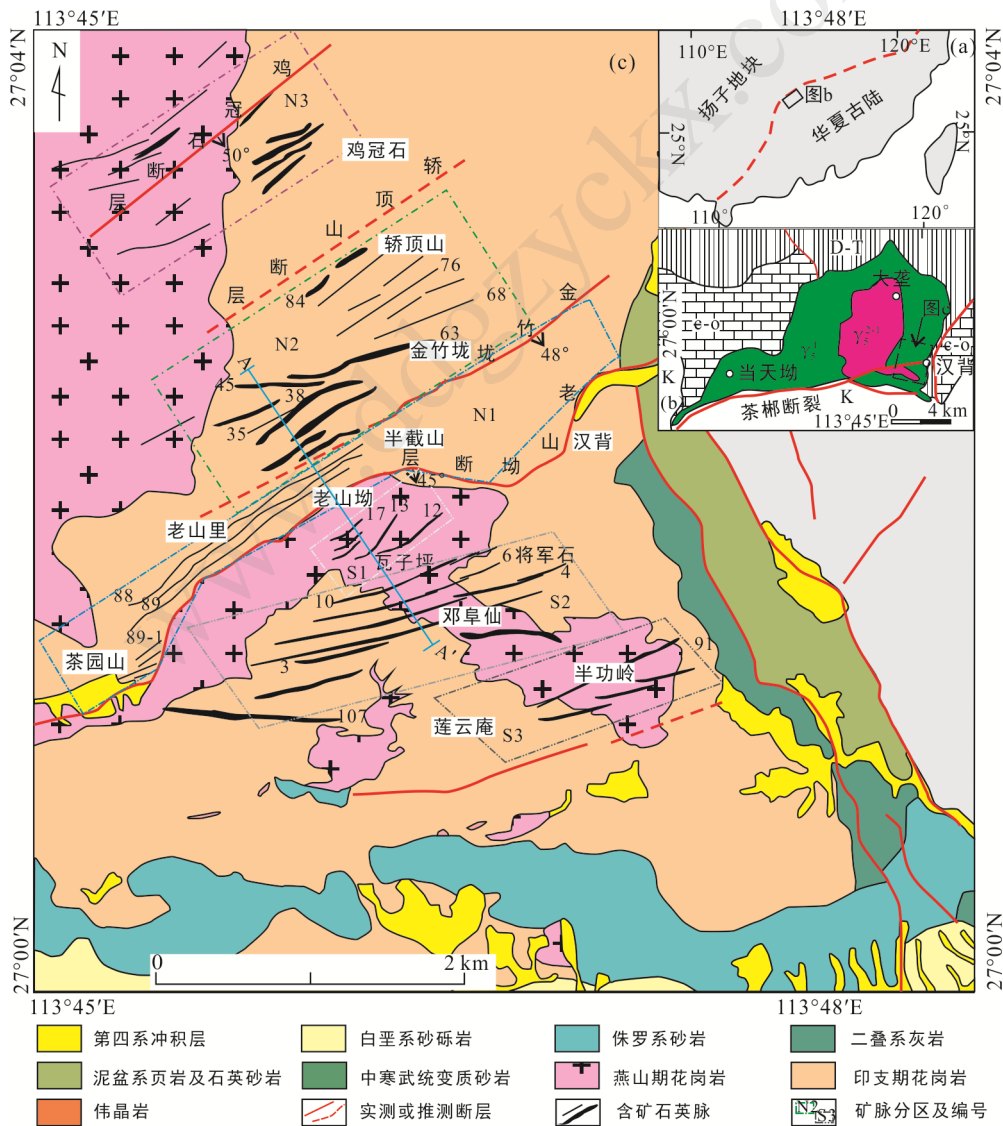 113°45′E
113°48′E
27°04′N
27°04′N
N
(c)
鸡冠石断层
N3
50°
鸡冠石
轿顶山断层
轿顶山
76
84
68
63
N2
金竹垅
金竹垅
48°
A
45
38
35
N1
老山坳断层
半截山
汉背
45°
老山坳
老山里
17
13
12
瓦子坪
S1
6
将军石
4
88
89
10
S2
邓阜仙
89-1
A′
91
茶园山
3
半功岭
107
莲云庵
S3
0
2 km
(a)
110°E
120°E
扬子地块
图b
华夏古陆
25°N
25°N
110°
120°
D-T
27°00′N
大垄
图c
Є-O
Є-O
K
当天坳
汉背
(b)
茶郴断裂
K
113°45′E
0
4 km
27°00′N
27°00′N
113°45′E
113°48′E
第四系冲积层
白垩系砂砾岩
侏罗系砂岩
二叠系灰岩
泥盆系页岩及石英砂岩
中寒武统变质砂岩
燕山期花岗岩
印支期花岗岩
伟晶岩
实测或推测断层
含矿石英脉
N2
S3
矿脉分区及编号